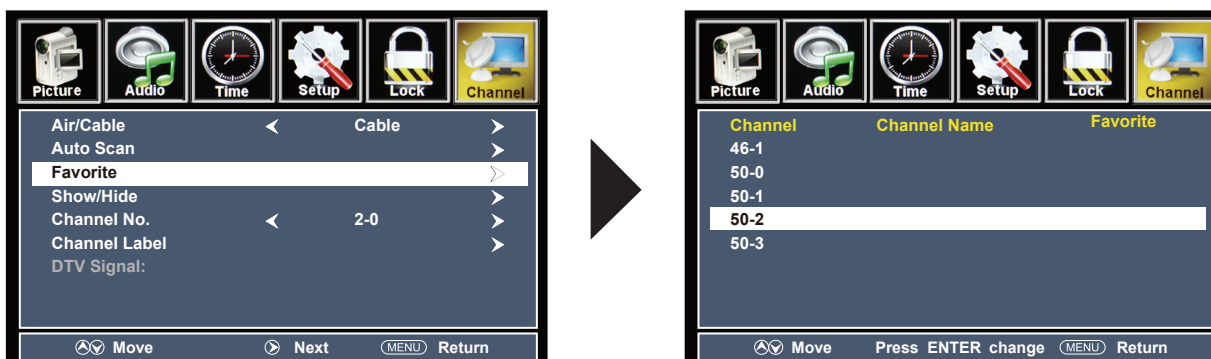 Picture Audio Time Setup Lock Channel
Air/Cable Cable
Auto Scan
Favorite
Show/Hide
Channel No. 2-0
Channel Label
DTV Signal:
Move Next MENU Return
Picture Audio Time Setup Lock Channel
Channel Channel Name Favorite
46-1
50-0
50-1
50-2
50-3
Move Press ENTER change MENU Return